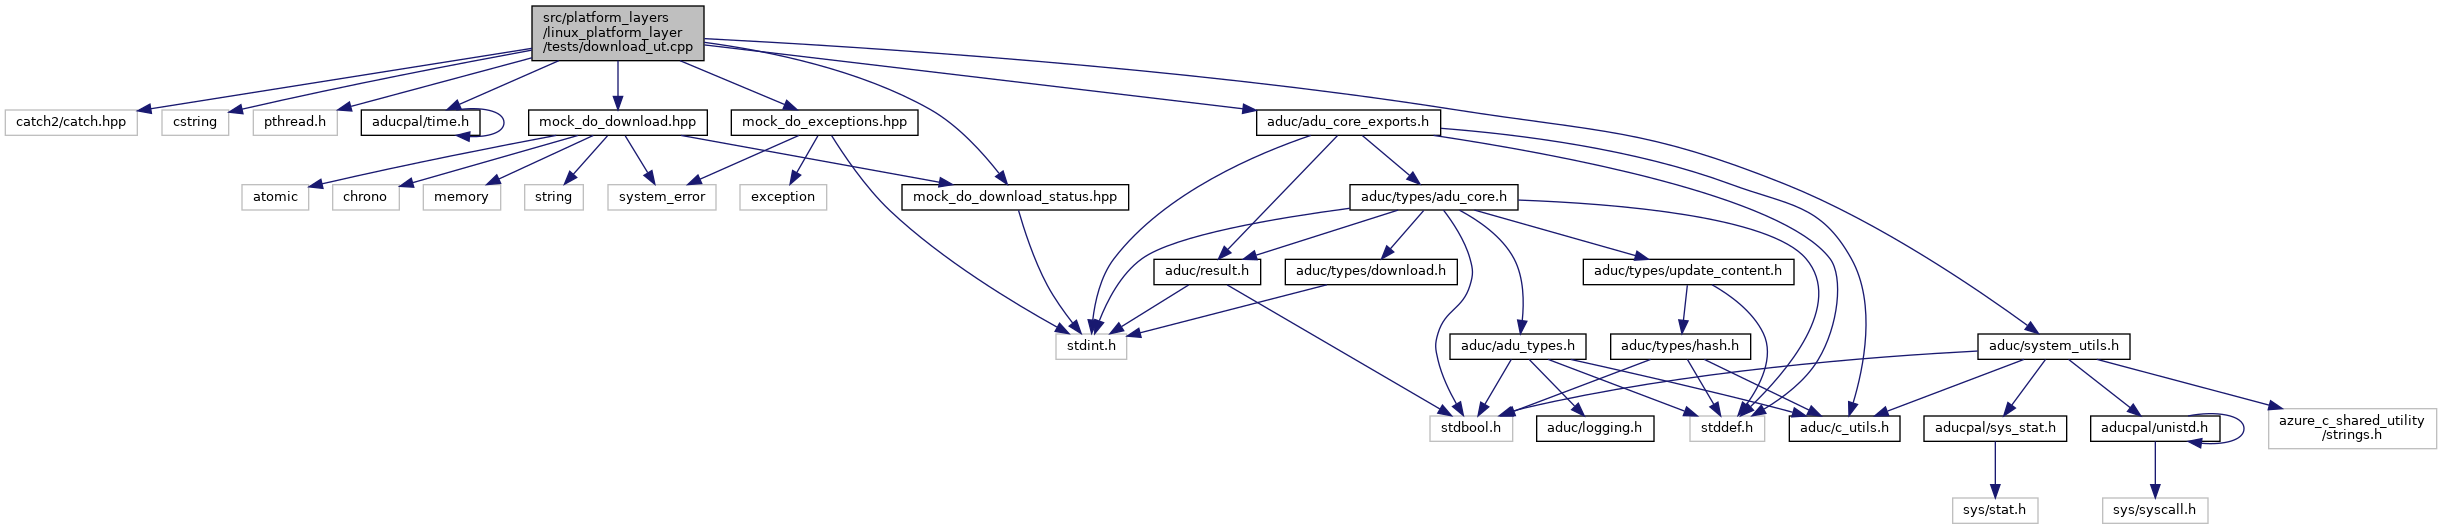 src/platform_layers
/linux_platform_layer
/tests/download_ut.cpp
catch2/catch.hpp
cstring
pthread.h
aducpal/time.h
mock_do_download.hpp
mock_do_exceptions.hpp
aduc/adu_core_exports.h
atomic
chrono
memory
string
system_error
exception
mock_do_download_status.hpp
aduc/types/adu_core.h
aduc/result.h
aduc/types/download.h
aduc/types/update_content.h
stdint.h
aduc/adu_types.h
aduc/types/hash.h
aduc/system_utils.h
stdbool.h
aduc/logging.h
stddef.h
aduc/c_utils.h
aducpal/sys_stat.h
aducpal/unistd.h
azure_c_shared_utility
/strings.h
sys/stat.h
sys/syscall.h